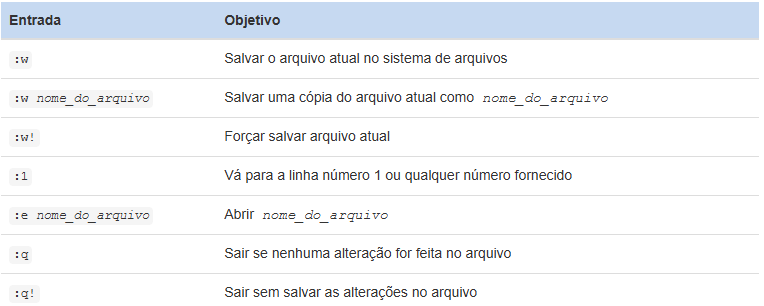 Entrada Objetivo
:w Salvar o arquivo atual no sistema de arquivos
:w nome_do_arquivo Salvar uma cópia do arquivo atual como nome_do_arquivo
:w! Forçar salvar arquivo atual
:1 Vá para a linha número 1 ou qualquer número fornecido
:e nome_do_arquivo Abrir nome_do_arquivo
:q Sair se nenhuma alteração for feita no arquivo
:q! Sair sem salvar as alterações no arquivo